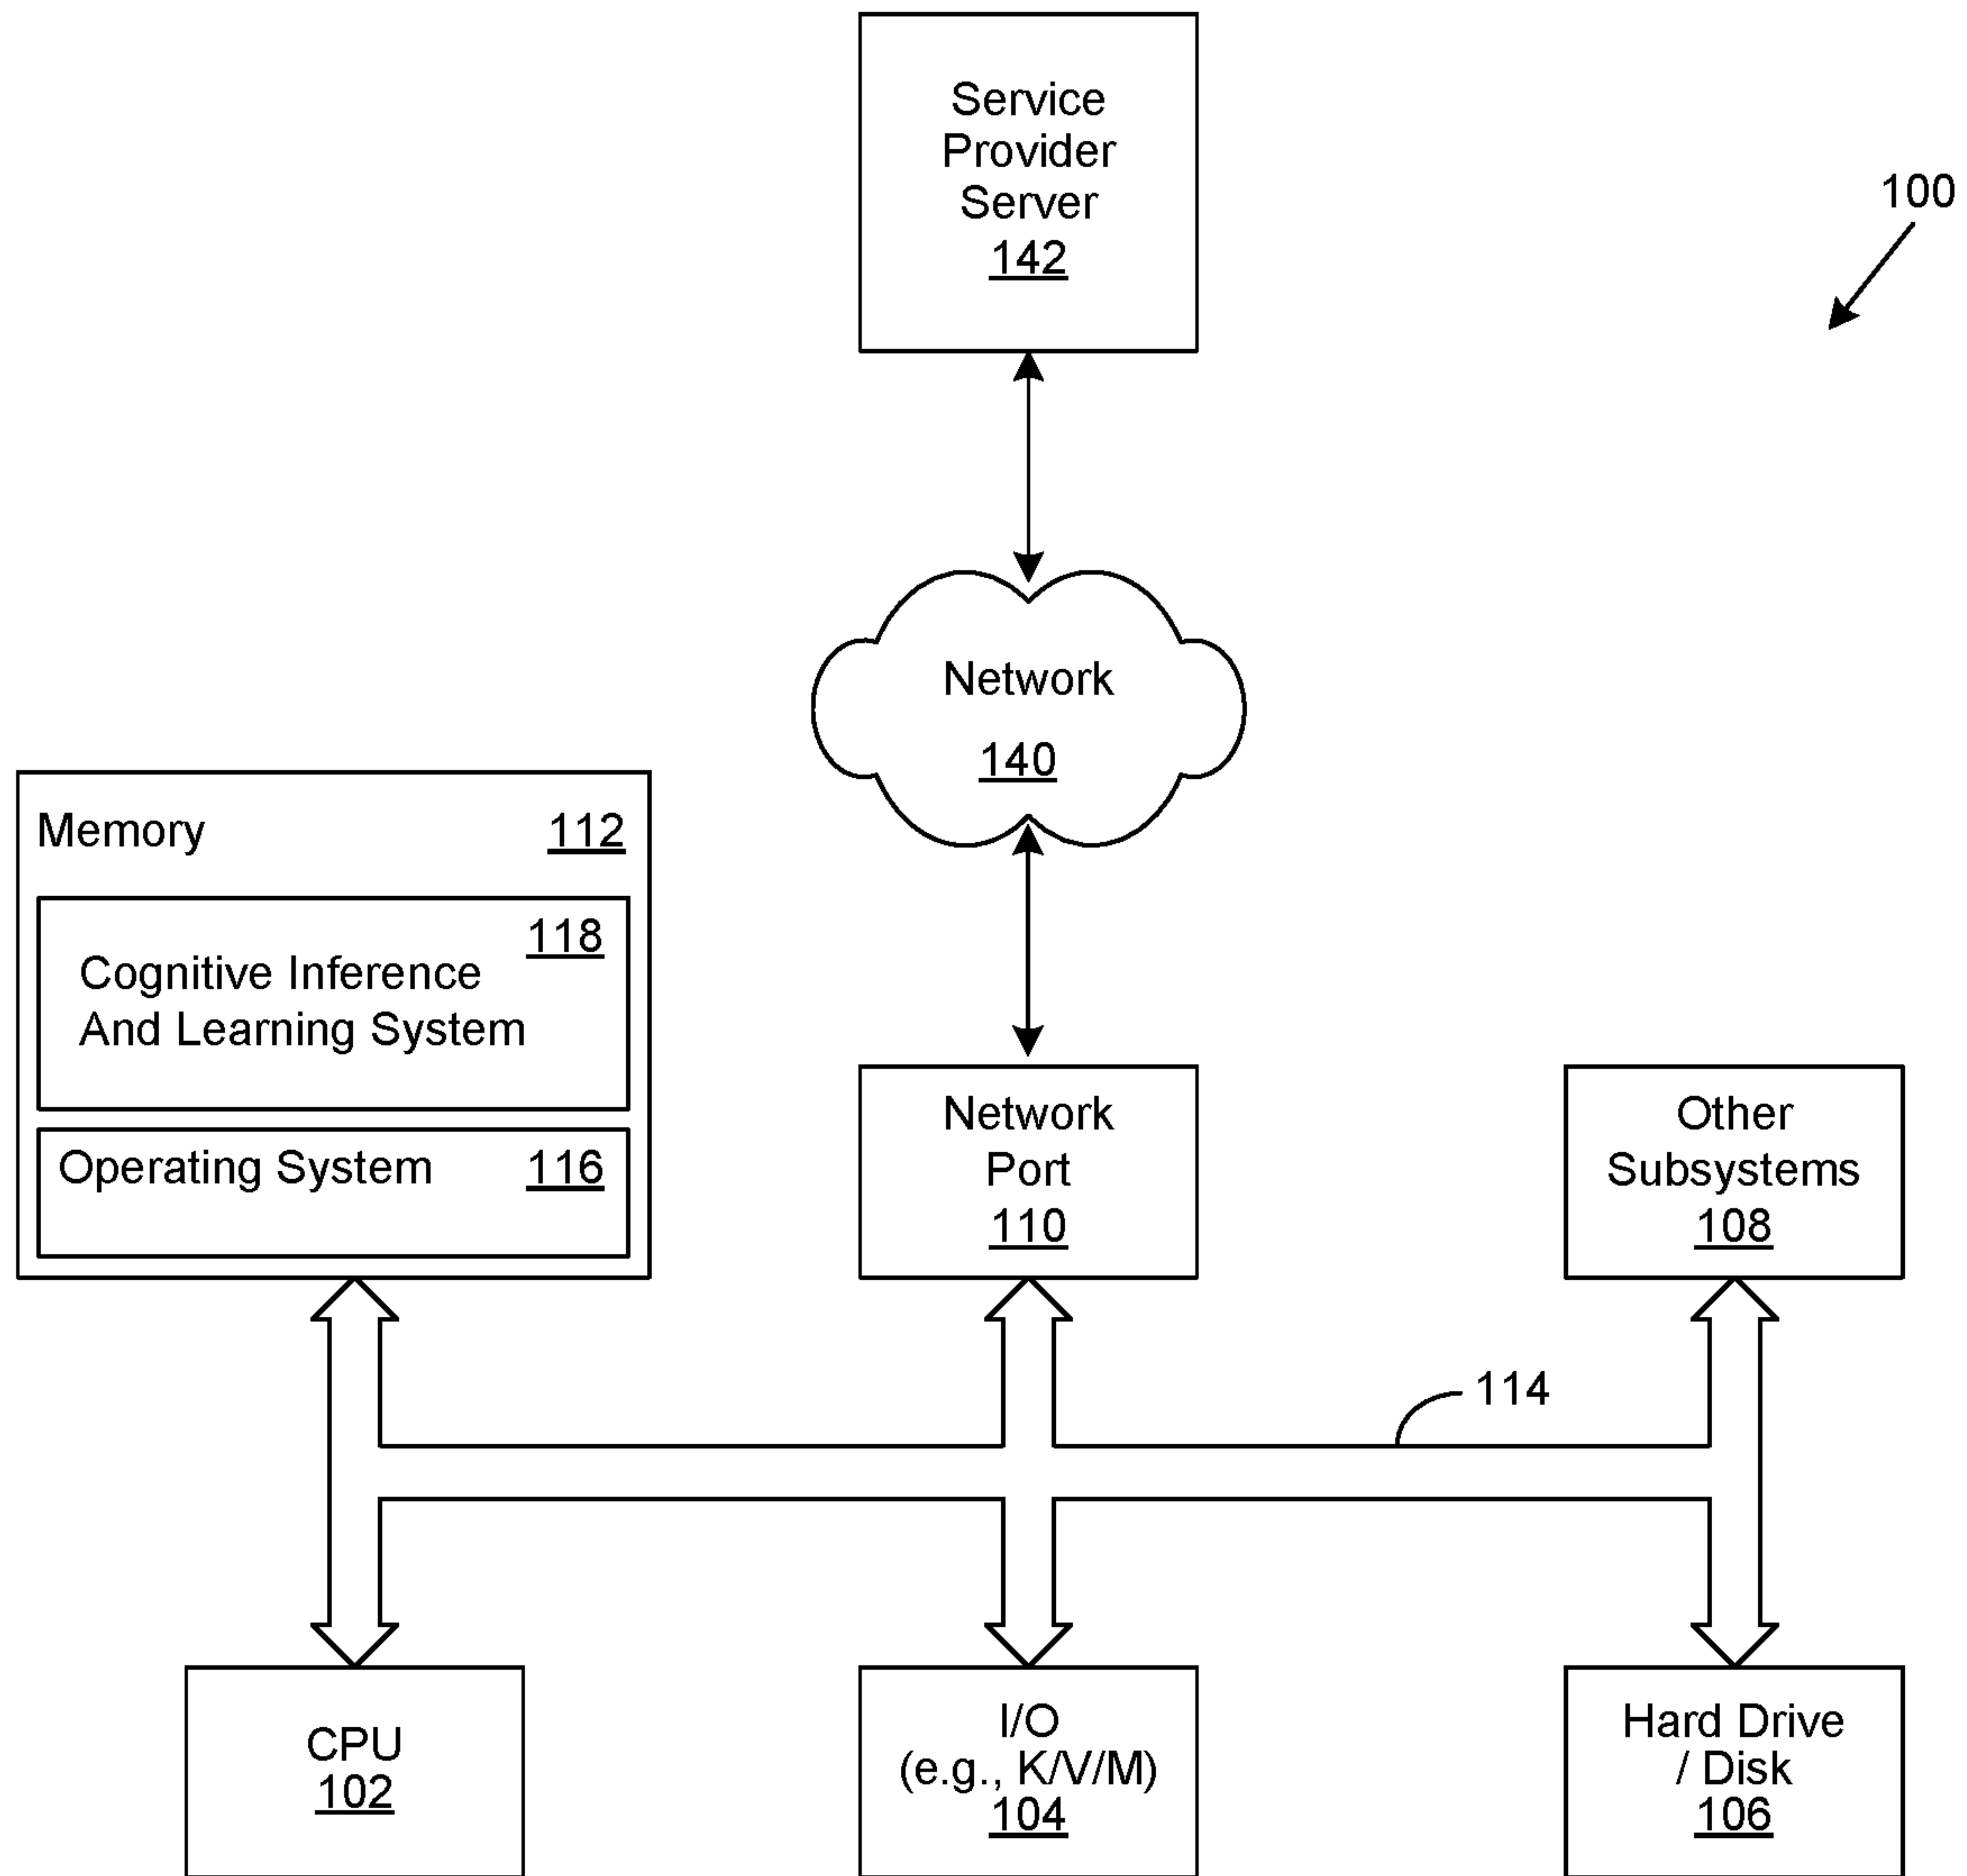 Service
Provider
Server
142
100
Network
140
Memory 112
118
Cognitive Inference
And Learning System
Operating System 116
Network
Port
110
Other
Subsystems
108
114
CPU
102
I/O
(e.g., K/V/M)
104
Hard Drive
/ Disk
106